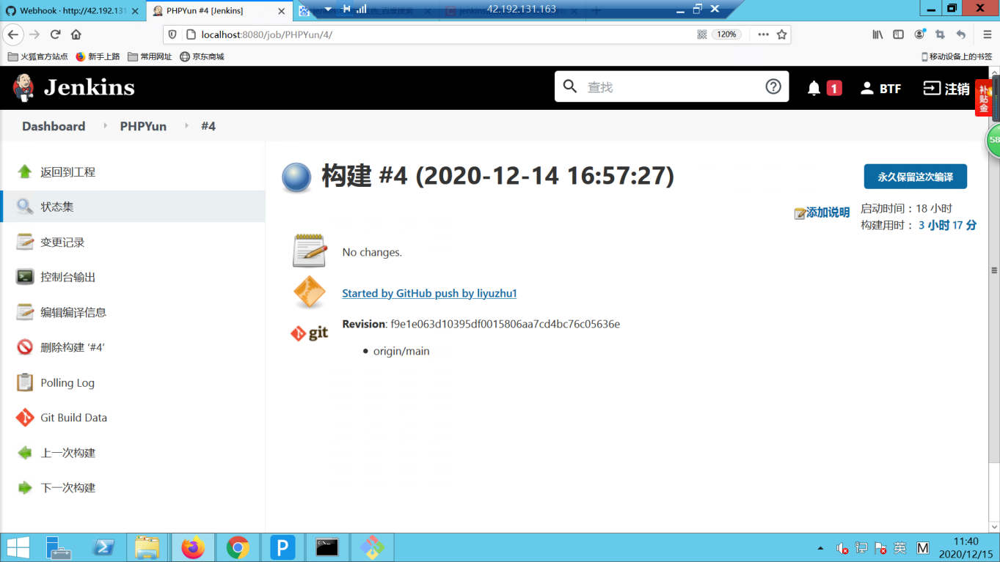 Webhook · http://42.192.131
PHPYun #4 [Jenkins]
42.192.131.163
localhost:8080/job/PHPYun/4/
120%
火狐官方站点
新手上路
常用网址
京东商城
移动设备上的书签
Jenkins
查找
1
BTF
注销
补贴金
Dashboard
PHPYun
#4
58
返回到工程
状态集
变更记录
控制台输出
编辑编译信息
删除构建 ‘#4’
Polling Log
Git Build Data
上一次构建
下一次构建
构建 #4 (2020-12-14 16:57:27)
永久保留这次编译
添加说明
启动时间：18 小时
构建用时： 3 小时 17 分
No changes.
Started by GitHub push by liyuzhu1
git
Revision: f9e1e063d10395df0015806aa7cd4bc76c05636e
origin/main
英
M
11:40
2020/12/15